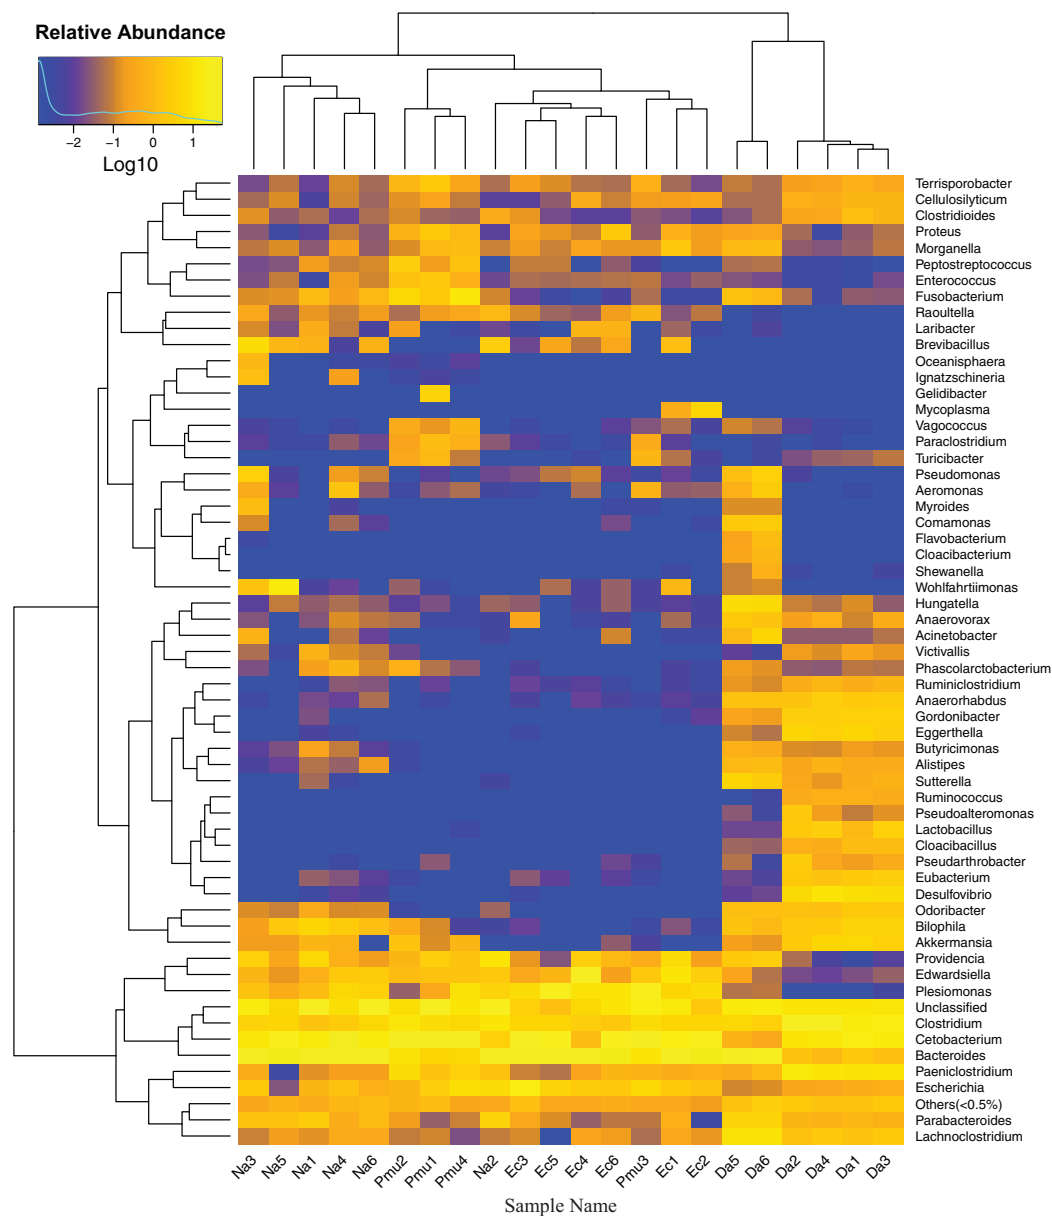 Relative Abundance
−2 −1 0 1
Log10
Terrisporobacter
Cellulosilyticum
Clostridioides
Proteus
Morganella
Peptostreptococcus
Enterococcus
Fusobacterium
Raoultella
Laribacter
Brevibacillus
Oceanisphaera
Ignatzschineria
Gelidibacter
Mycoplasma
Vagococcus
Paraclostridium
Turicibacter
Pseudomonas
Aeromonas
Myroides
Comamonas
Flavobacterium
Cloacibacterium
Shewanella
Wohlfahrtiimonas
Hungatella
Anaerovorax
Acinetobacter
Victivallis
Phascolarctobacterium
Ruminiclostridium
Anaerorhabdus
Gordonibacter
Eggerthella
Butyricimonas
Alistipes
Sutterella
Ruminococcus
Pseudoalteromonas
Lactobacillus
Cloacibacillus
Pseudarthrobacter
Eubacterium
Desulfovibrio
Odoribacter
Bilophila
Akkermansia
Providencia
Edwardsiella
Plesiomonas
Unclassified
Clostridium
Cetobacterium
Bacteroides
Paeniclostridium
Escherichia
Others(<0.5%)
Parabacteroides
Lachnoclostridium
Na3 Na5 Na1 Na4 Na6 Pmu2 Pmu1 Pmu4 Na2 Ec3 Ec5 Ec4 Ec6 Pmu3 Ec1 Ec2 Da5 Da6 Da2 Da4 Da1 Da3
Sample Name